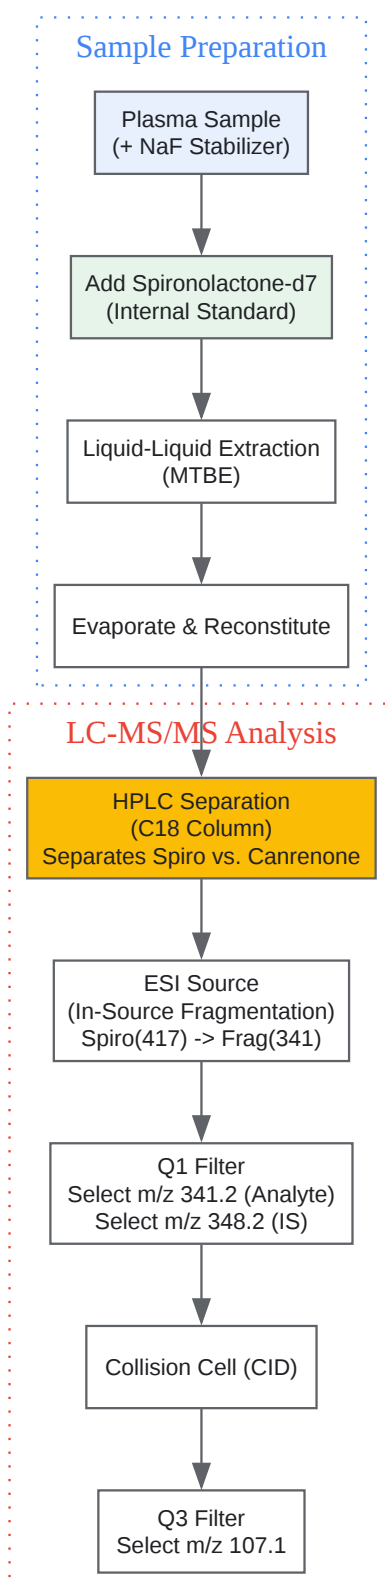 Sample Preparation
Plasma Sample
(+ NaF Stabilizer)
Add Spironolactone-d7
(Internal Standard)
Liquid-Liquid Extraction
(MTBE)
Evaporate & Reconstitute
LC-MS/MS Analysis
HPLC Separation
(C18 Column)
Separates Spiro vs. Canrenone
ESI Source
(In-Source Fragmentation)
Spiro(417) -> Frag(341)
Q1 Filter
Select m/z 341.2 (Analyte)
Select m/z 348.2 (IS)
Collision Cell (CID)
Q3 Filter
Select m/z 107.1